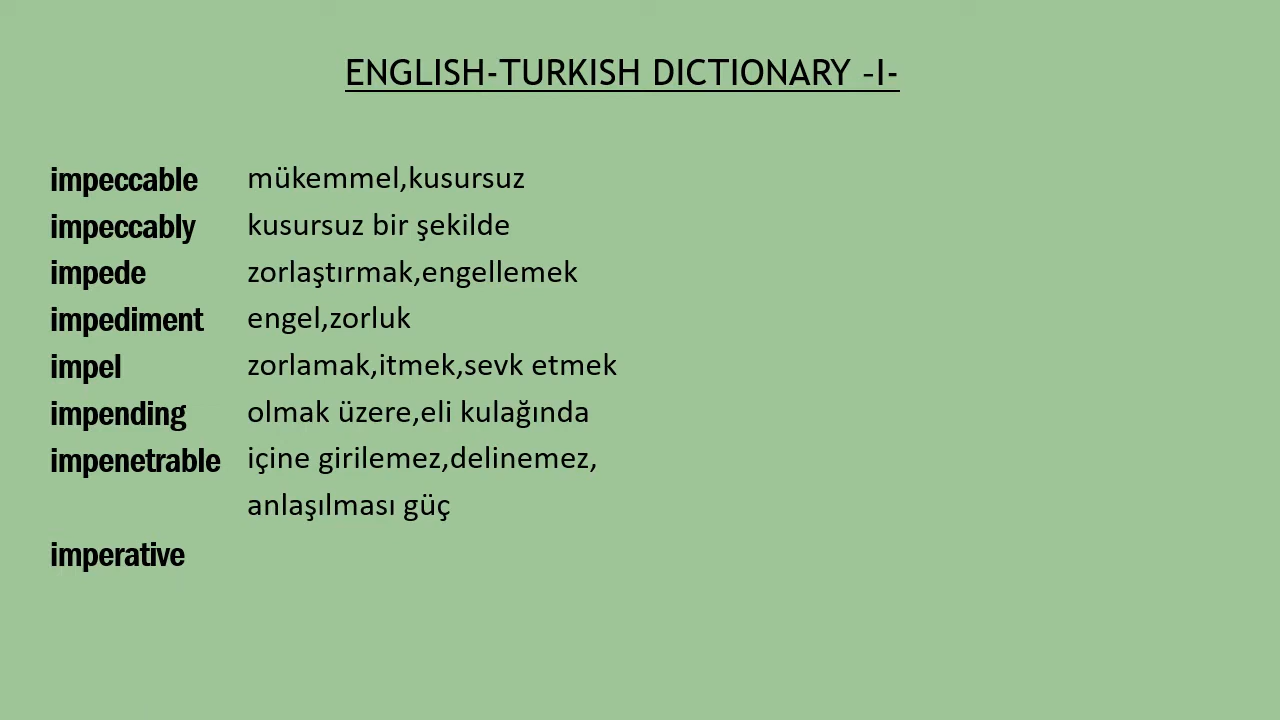 ENGLISH-TURKISH DICTIONARY –I-
impeccable mükemmel,kusursuz
impeccably kusursuz bir şekilde
impede zorlaştırmak,engellemek
impediment engel,zorluk
impel zorlamak,itmek,sevk etmek
impending olmak üzere,eli kulağında
impenetrable içine girilemez,delinemez,
anlaşılması güç
imperative